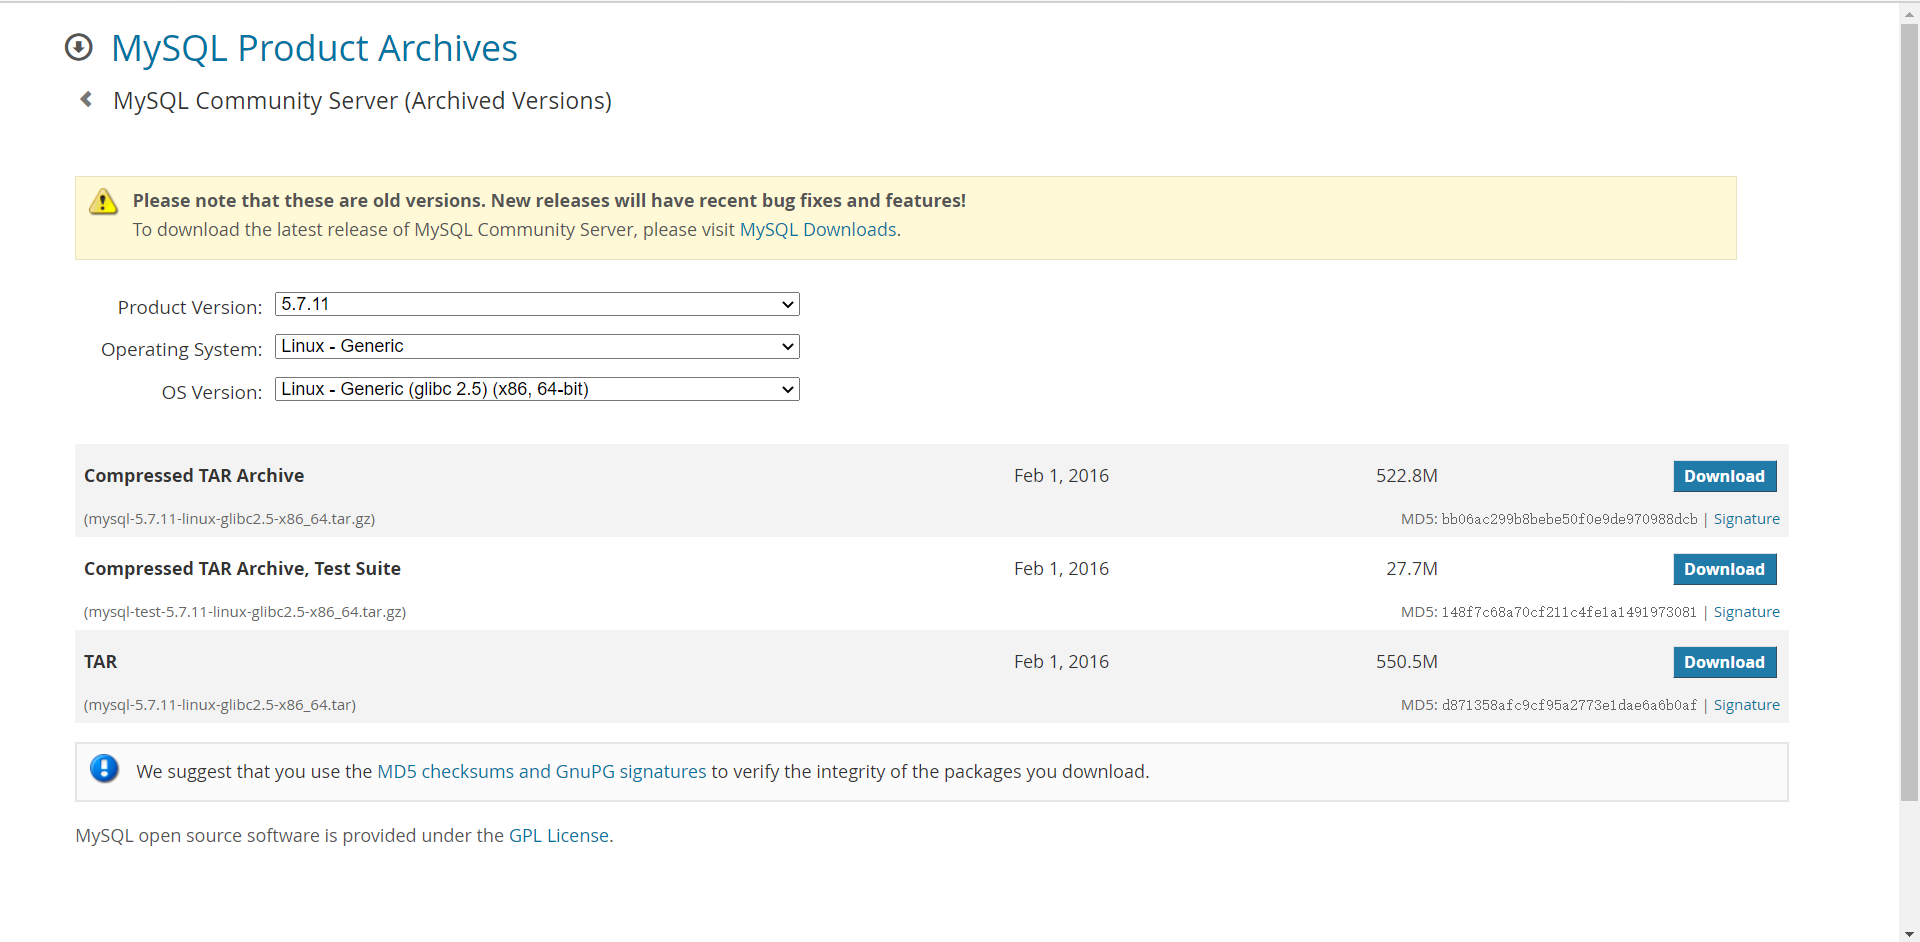 MySQL Product Archives
MySQL Community Server (Archived Versions)
Please note that these are old versions. New releases will have recent bug fixes and features!
To download the latest release of MySQL Community Server, please visit MySQL Downloads.
Product Version: 5.7.11
Operating System: Linux - Generic
OS Version: Linux - Generic (glibc 2.5) (x86, 64-bit)
Compressed TAR Archive Feb 1, 2016 522.8M Download
(mysql-5.7.11-linux-glibc2.5-x86_64.tar.gz) MD5: bb06ac299b8bebe50f0e9de970988dcb | Signature
Compressed TAR Archive, Test Suite Feb 1, 2016 27.7M Download
(mysql-test-5.7.11-linux-glibc2.5-x86_64.tar.gz) MD5: 148f7c68a70cf211c4fe1a1491973081 | Signature
TAR Feb 1, 2016 550.5M Download
(mysql-5.7.11-linux-glibc2.5-x86_64.tar) MD5: d871358afc9cf95a2773e1dae6a6b0af | Signature
We suggest that you use the MD5 checksums and GnuPG signatures to verify the integrity of the packages you download.
MySQL open source software is provided under the GPL License.